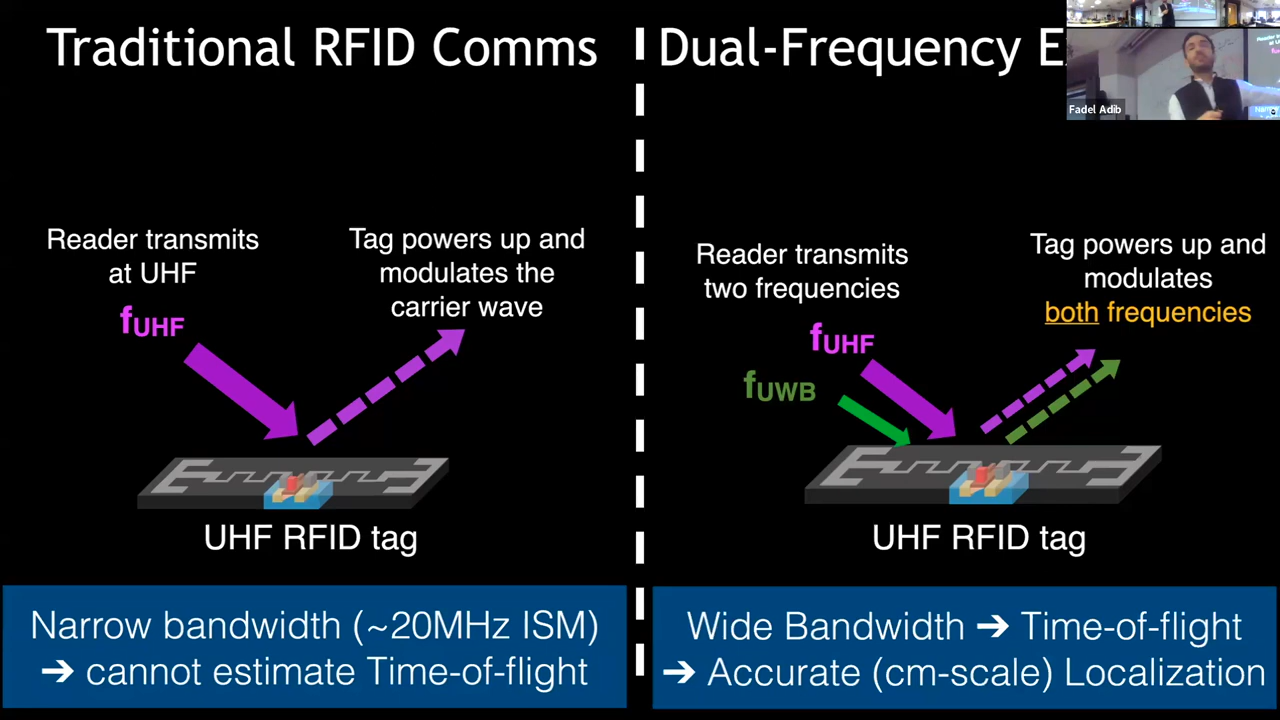 Traditional RFID Comms
Reader transmits
at UHF
fUHF
Tag powers up and
modulates the
carrier wave
UHF RFID tag
Narrow bandwidth (~20MHz ISM)
➔ cannot estimate Time-of-flight
Dual-Frequency
Fadel Adib
Reader transmits
two frequencies
fUHF
fUWB
Tag powers up and
modulates
both frequencies
UHF RFID tag
Wide Bandwidth ➔ Time-of-flight
➔ Accurate (cm-scale) Localization